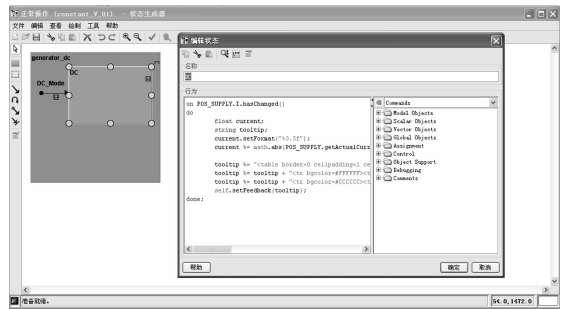 正常操作 (constant_V_01) - 状态生成器
文件 编辑 查看 绘制 工具 帮助
generator_dc
DC
DC_Mode
编辑状态
名称
DC
行为
on POS_SUPPLY.I.hasChanged()
do
float current;
string tooltip;
current.setFormat("%3.5f");
current %= math.abs(POS_SUPPLY.getActualCurr
tooltip %= "<table border=0 cellpadding=1 ce
tooltip %= tooltip + "<tr bgcolor=#FFFFFF><t
tooltip %= tooltip + "<tr bgcolor=#CCCCCC><t
self.setFeedback(tooltip);
done;
Commands
Model Objects
Scalar Objects
Vector Objects
Global Objects
Assignment
Control
Object Support
Debugging
Comments
帮助
确定
取消
准备就绪。
54.0,1472.0